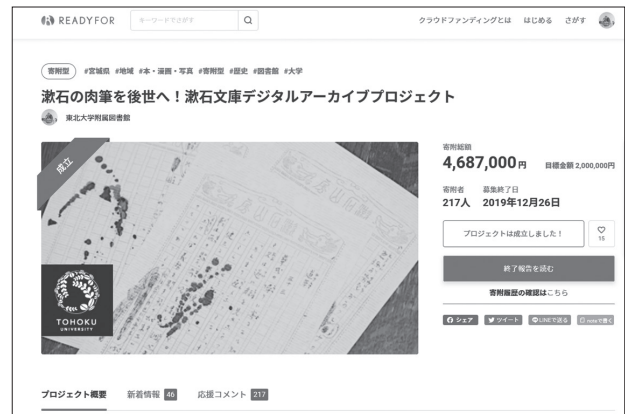 READYFOR
キーワードでさがす
クラウドファンディングとは はじめる さがす
寄附型 #宮城県 #地域 #本・漫画・写真 #寄附型 #歴史 #図書館 #大学
漱石の肉筆を後世へ！漱石文庫デジタルアーカイブプロジェクト
東北大学附属図書館
成立
TOHOKU
UNIVERSITY
寄附総額
4,687,000円 目標金額 2,000,000円
寄附者 募集終了日
217人 2019年12月26日
プロジェクトは成立しました！
15
終了報告を読む
寄附履歴の確認はこちら
シェア ツイート LINEで送る noteで書く
プロジェクト概要 新着情報 46 応援コメント 217